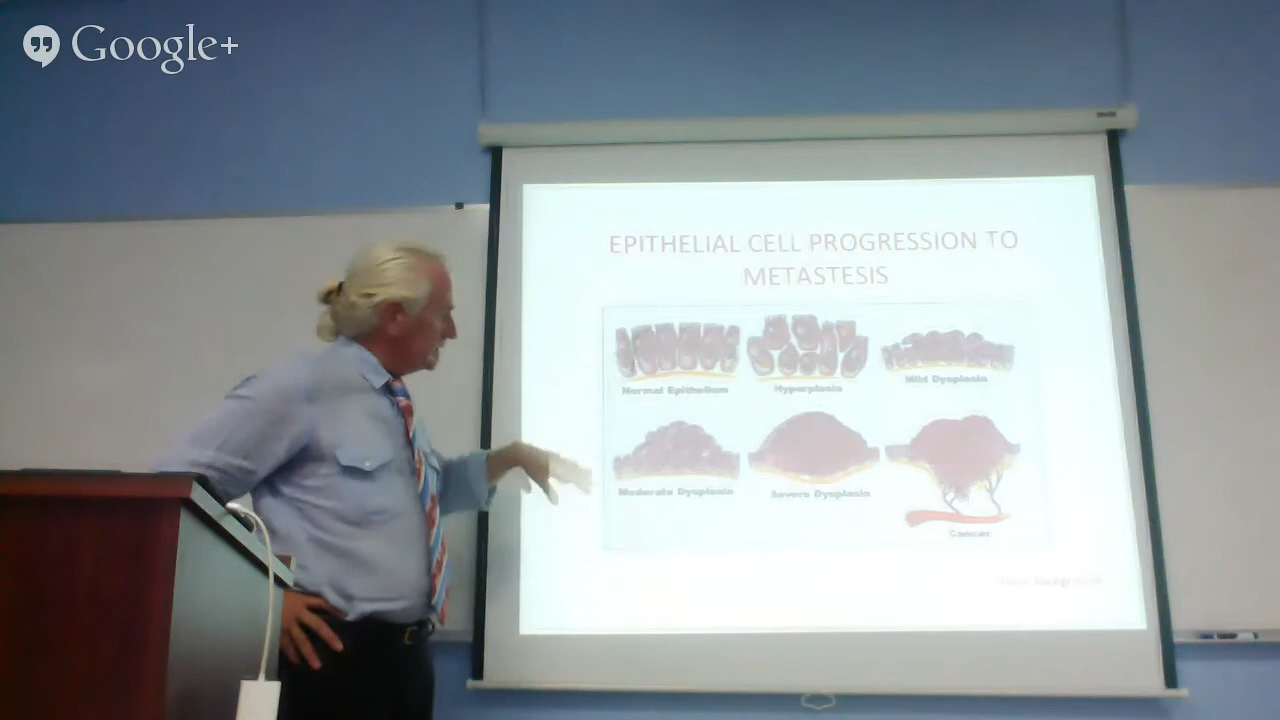 Google+
EPITHELIAL CELL PROGRESSION TO
METASTESIS
Normal Epithelium
Hyperplasia
Mild Dysplasia
Moderate Dysplasia
Severe Dysplasia
Cancer